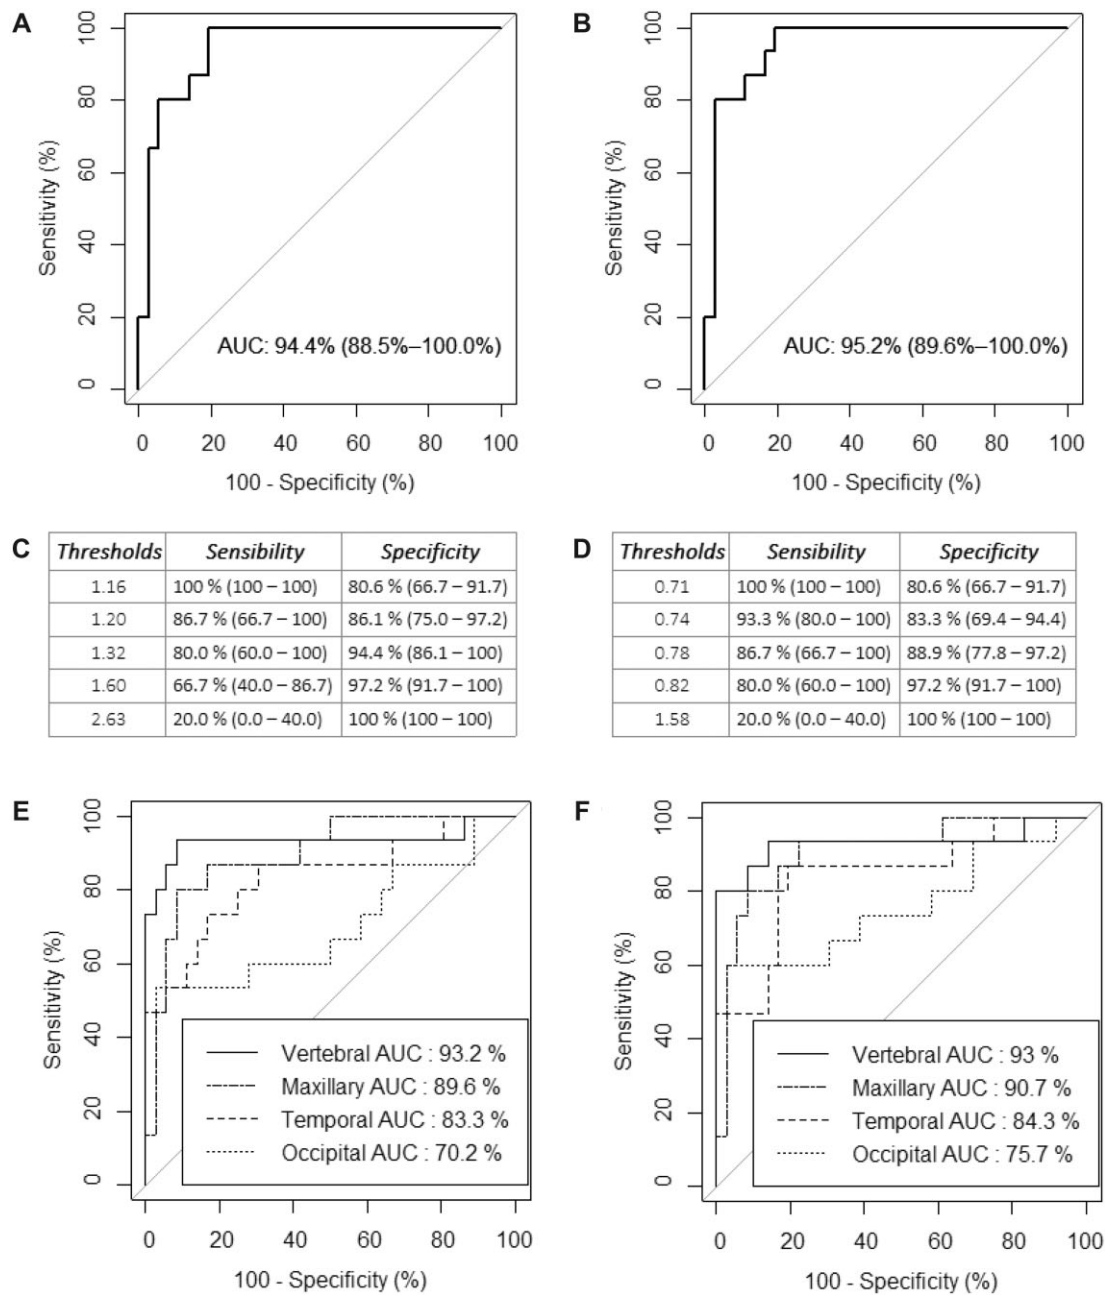 A
100
80
60
40
20
0
Sensitivity (%)
AUC: 94.4% (88.5%–100.0%)
0 20 40 60 80 100
100 - Specificity (%)
B
100
80
60
40
20
0
Sensitivity (%)
AUC: 95.2% (89.6%–100.0%)
0 20 40 60 80 100
100 - Specificity (%)
C
Thresholds Sensibility Specificity
1.16 100 % (100 – 100) 80.6 % (66.7 – 91.7)
1.20 86.7 % (66.7 – 100) 86.1 % (75.0 – 97.2)
1.32 80.0 % (60.0 – 100) 94.4 % (86.1 – 100)
1.60 66.7 % (40.0 – 86.7) 97.2 % (91.7 – 100)
2.63 20.0 % (0.0 – 40.0) 100 % (100 – 100)
D
Thresholds Sensibility Specificity
0.71 100 % (100 – 100) 80.6 % (66.7 – 91.7)
0.74 93.3 % (80.0 – 100) 83.3 % (69.4 – 94.4)
0.78 86.7 % (66.7 – 100) 88.9 % (77.8 – 97.2)
0.82 80.0 % (60.0 – 100) 97.2 % (91.7 – 100)
1.58 20.0 % (0.0 – 40.0) 100 % (100 – 100)
E
100
80
60
40
20
0
Sensitivity (%)
Vertebral AUC : 93.2 %
Maxillary AUC : 89.6 %
Temporal AUC : 83.3 %
Occipital AUC : 70.2 %
0 20 40 60 80 100
100 - Specificity (%)
F
100
80
60
40
20
0
Sensitivity (%)
Vertebral AUC : 93 %
Maxillary AUC : 90.7 %
Temporal AUC : 84.3 %
Occipital AUC : 75.7 %
0 20 40 60 80 100
100 - Specificity (%)